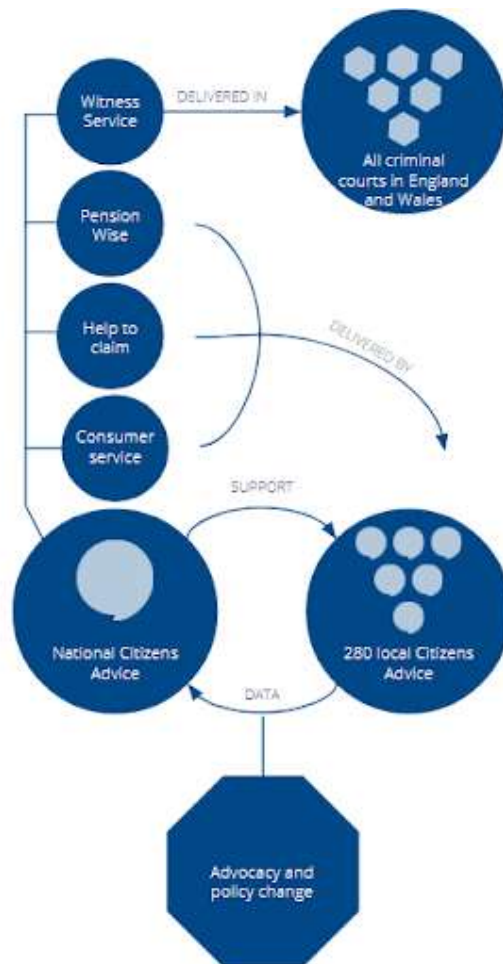 Witness
Service
DELIVERED IN
All criminal
courts in England
and Wales
Pension
Wise
Help to
claim
DELIVERED BY
Consumer
service
SUPPORT
National Citizens
Advice
280 local Citizens
Advice
DATA
Advocacy and
policy change